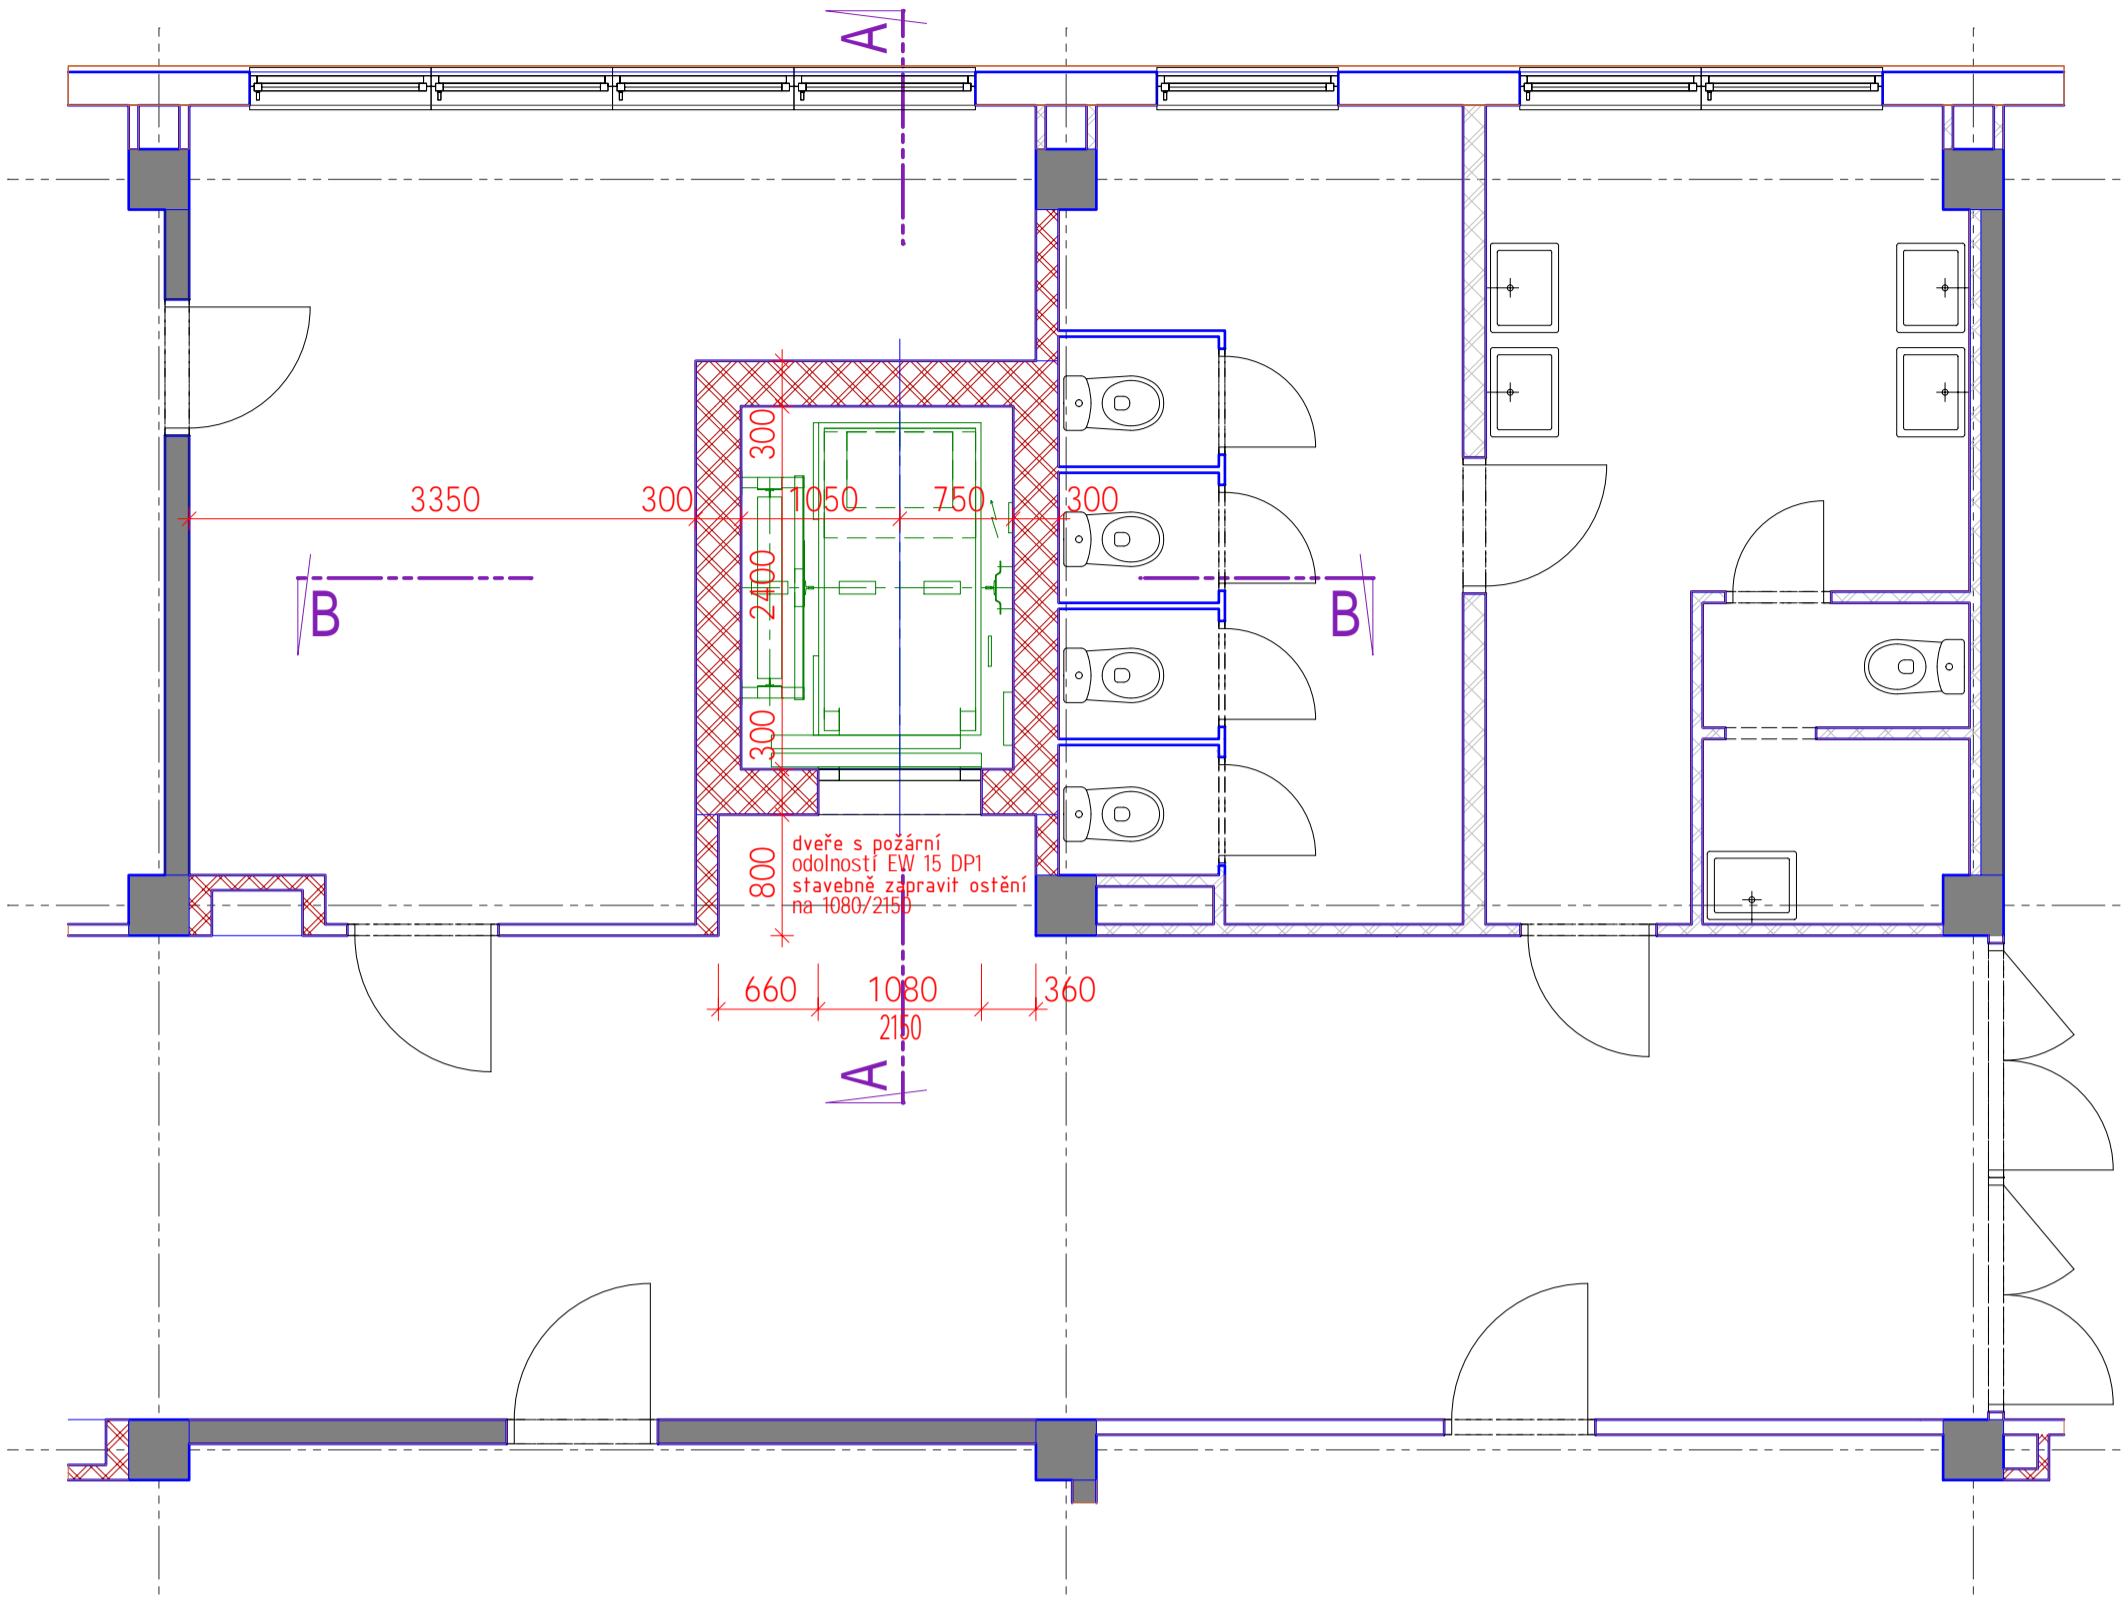 A
300
3350
300
1050
750
300
2400
B
B
300
800
dveře s požární
odolností EW 15 DP1
stavebně zapravit ostění
na 1080/2150
660
1080
360
2150
A